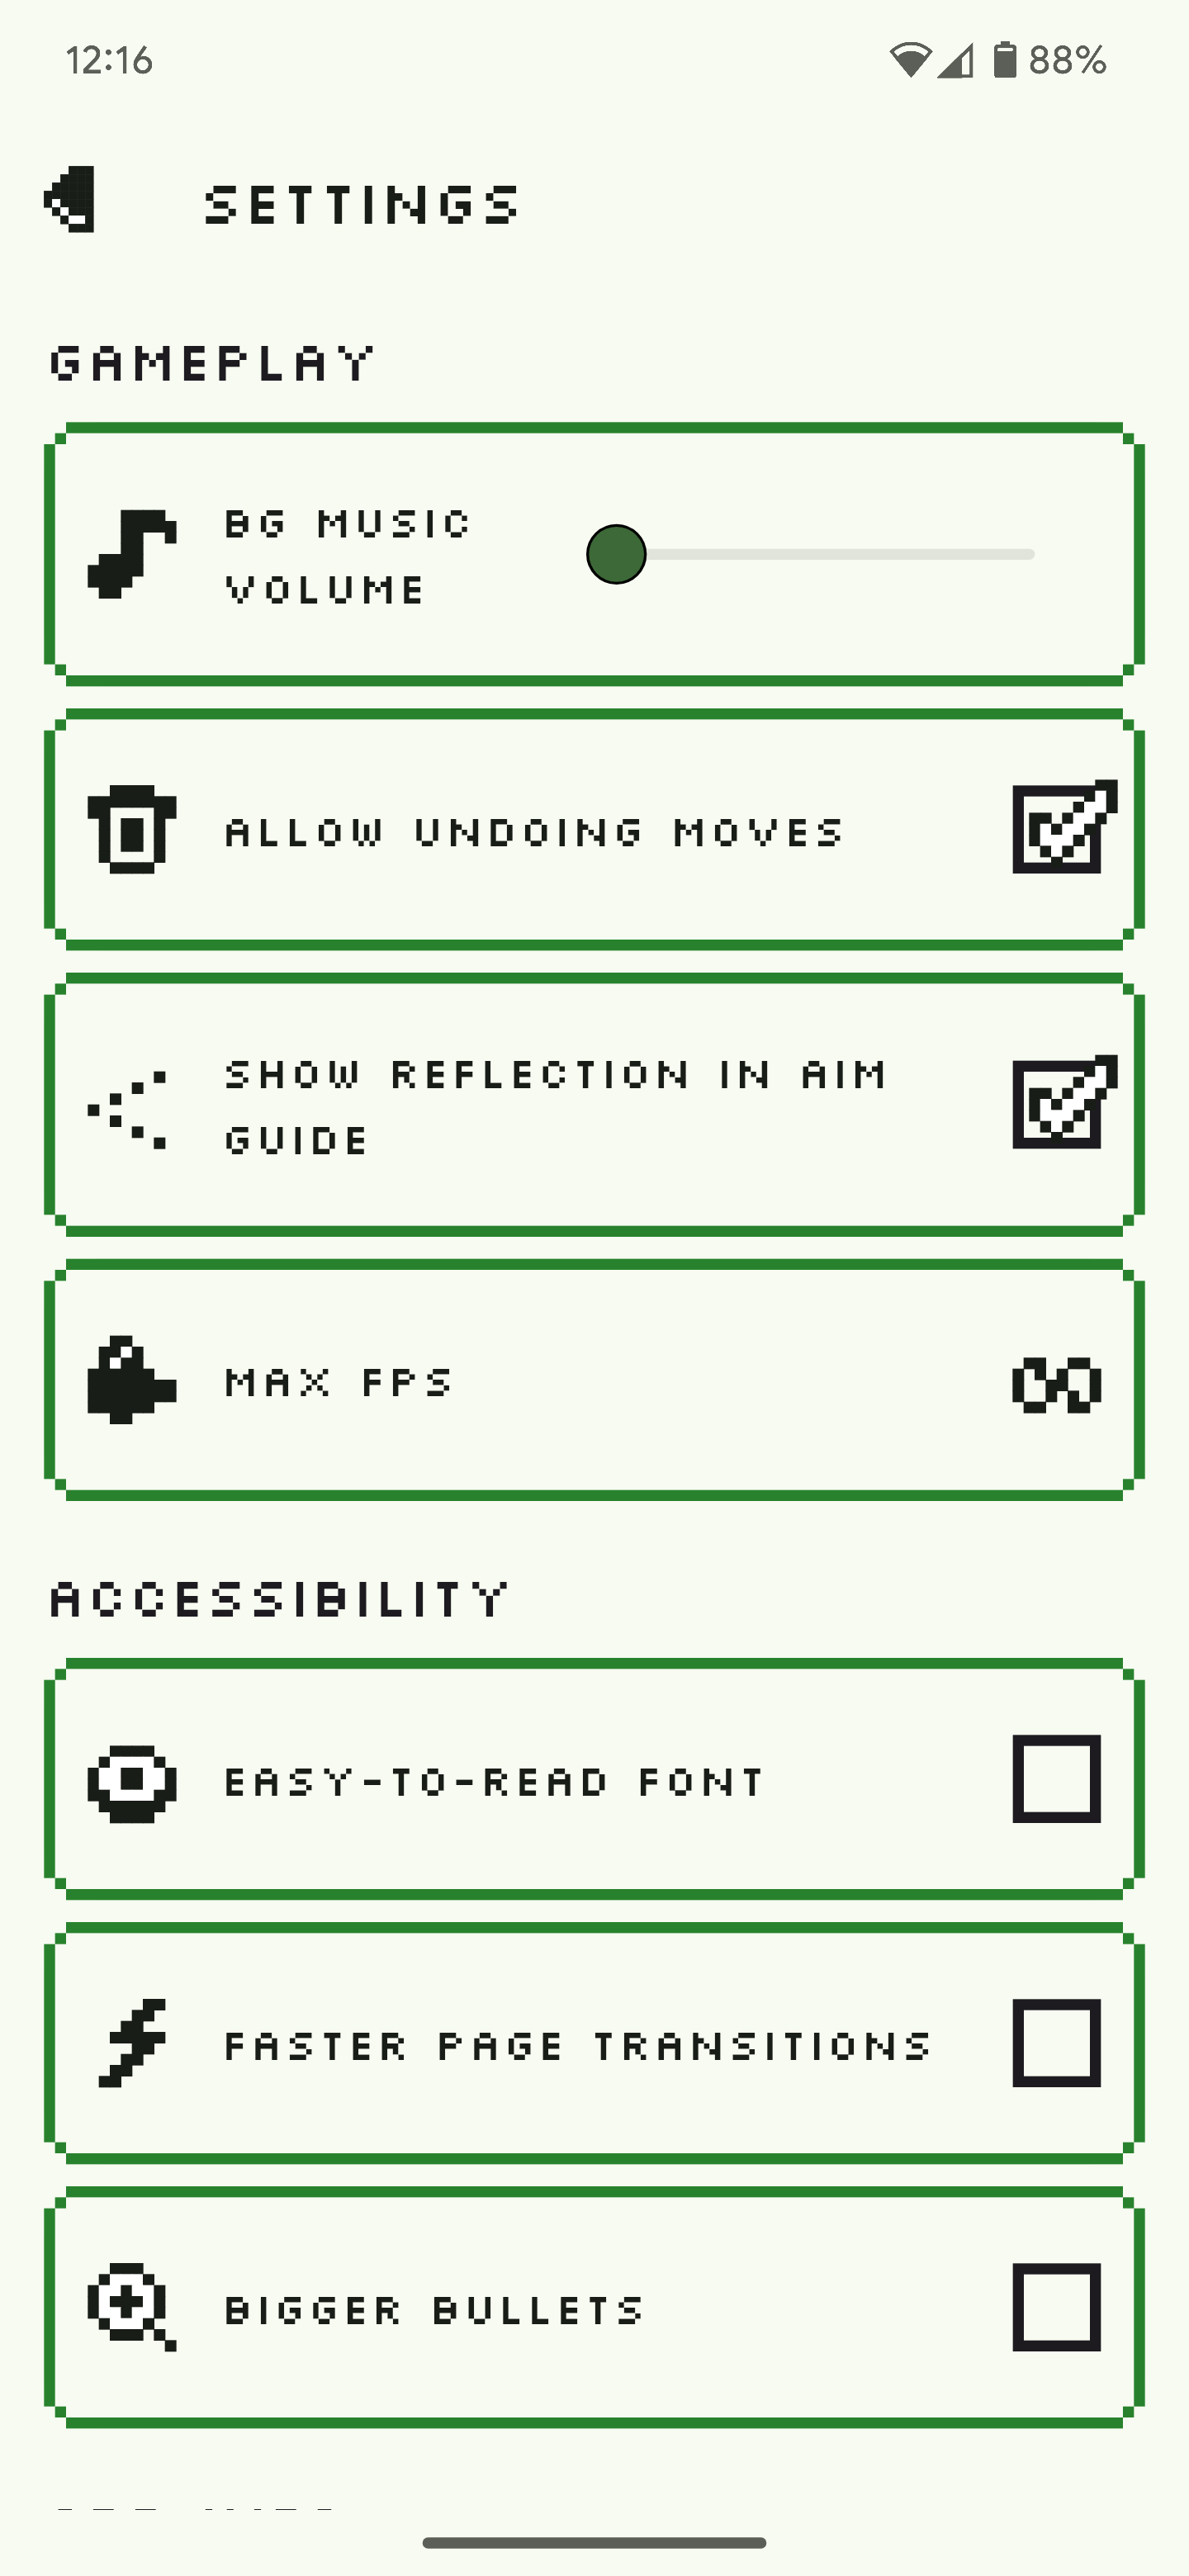 12:16
88%
SETTINGS
GAMEPLAY
BG MUSIC
VOLUME
ALLOW UNDOING MOVES
SHOW REFLECTION IN AIM
GUIDE
MAX FPS
∞
ACCESSIBILITY
EASY-TO-READ FONT
FASTER PAGE TRANSITIONS
BIGGER BULLETS